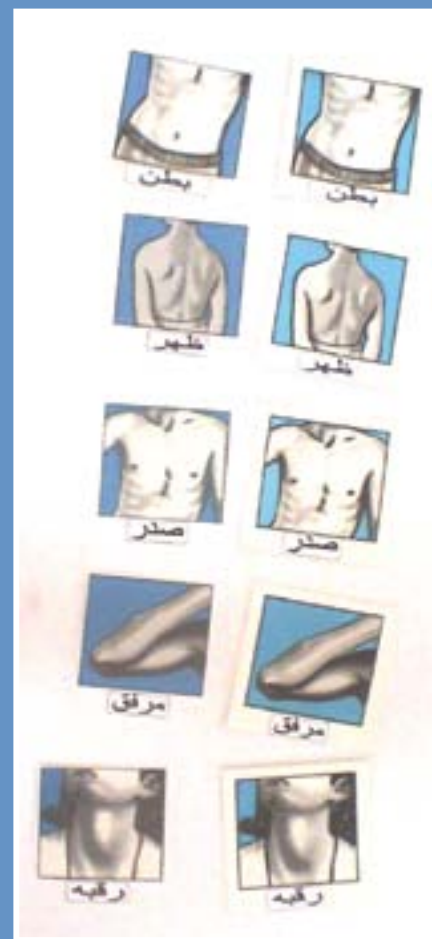 بطن
بطن
ظهر
ظهر
صدر
صدر
مرفق
مرفق
رقبه
رقبه